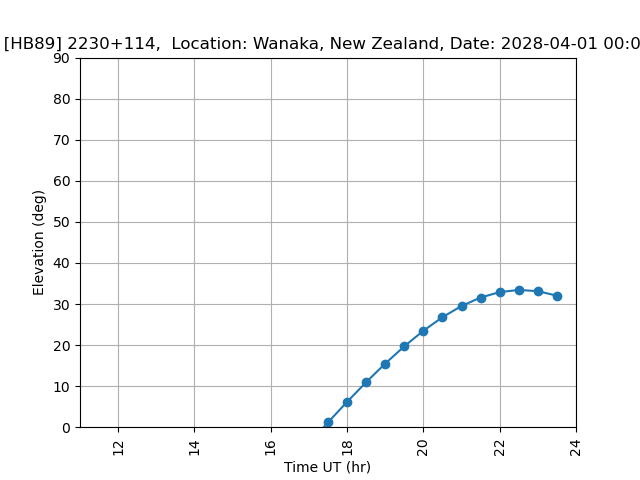 [HB89] 2230+114,  Location: Wanaka, New Zealand, Date: 2028-04-01 00:0
90
80
70
60
50
40
30
20
10
0
Elevation (deg)
12 14 16 18 20 22 24
Time UT (hr)